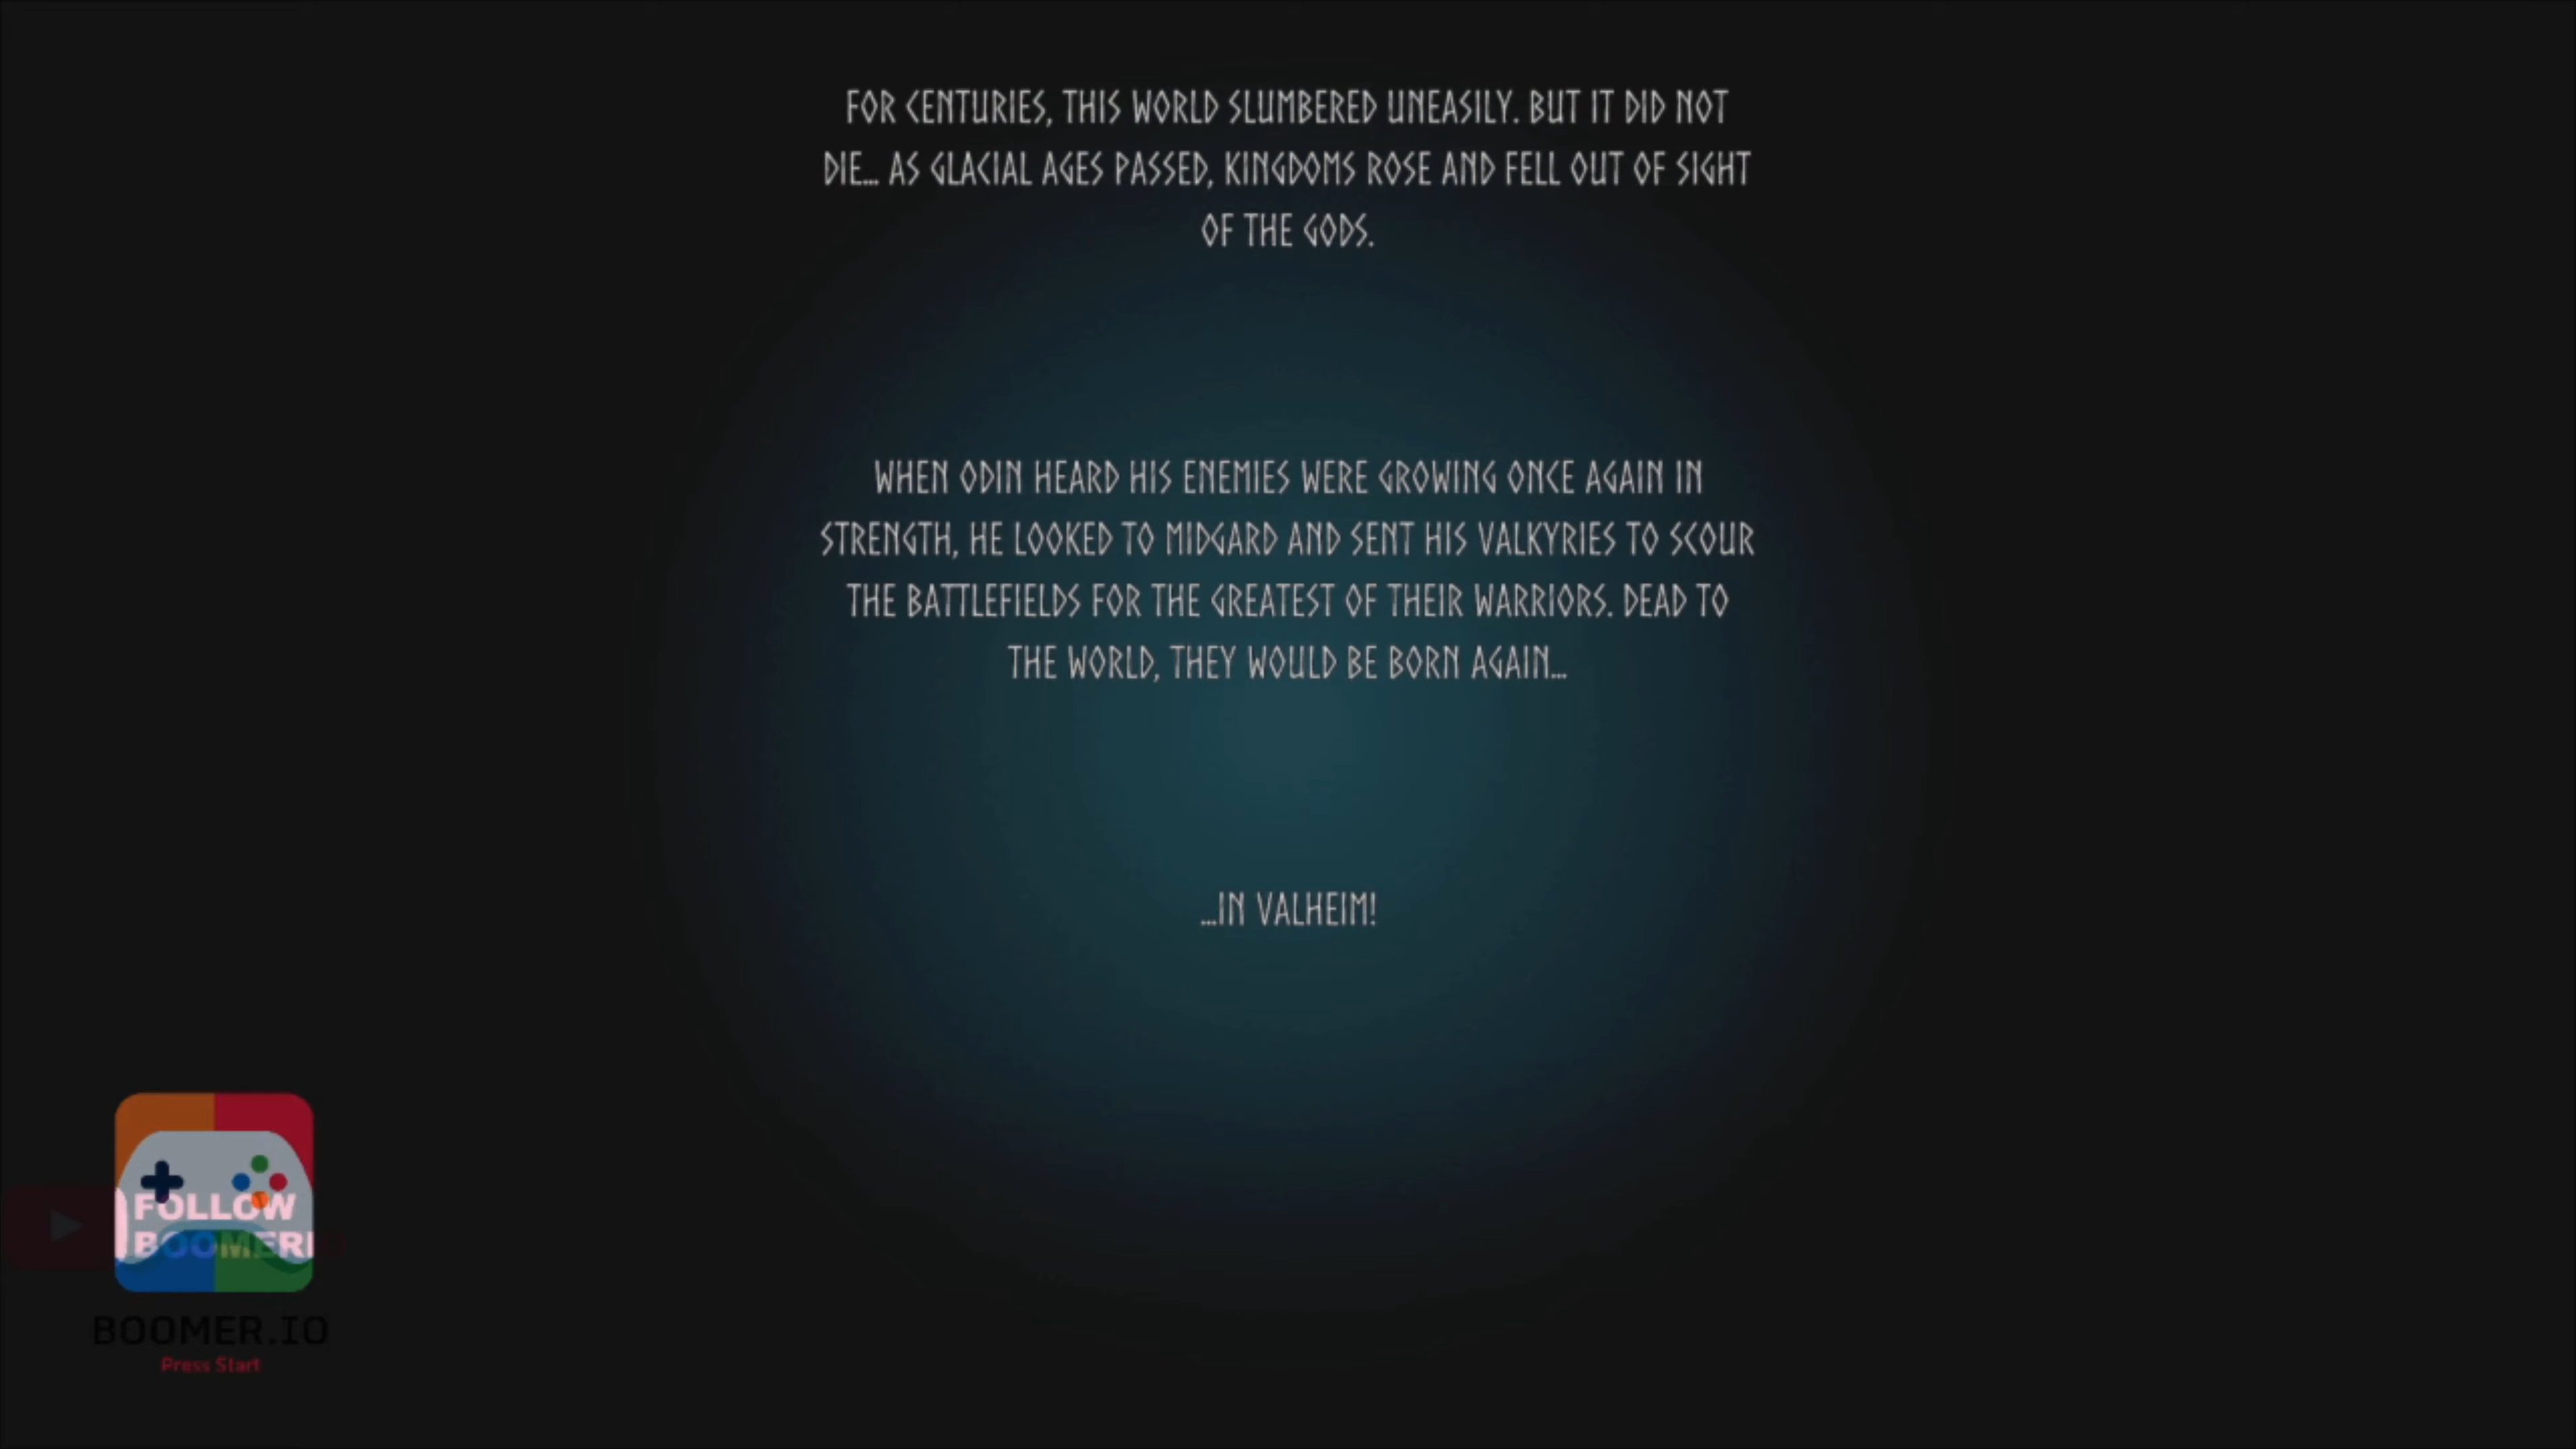 FOR CENTURIES, THIS WORLD SLUMBERED UNEASILY. BUT IT DID NOT
DIE... AS GLACIAL AGES PASSED, KINGDOMS ROSE AND FELL OUT OF SIGHT
OF THE GODS.
WHEN ODIN HEARD HIS ENEMIES WERE GROWING ONCE AGAIN IN
STRENGTH, HE LOOKED TO MIDGARD AND SENT HIS VALKYRIES TO SCOUR
THE BATTLEFIELDS FOR THE GREATEST OF THEIR WARRIORS. DEAD TO
THE WORLD, THEY WOULD BE BORN AGAIN...
...IN VALHEIM!
FOLLOW
BOOMERIO
BOOMER.IO
Press Start